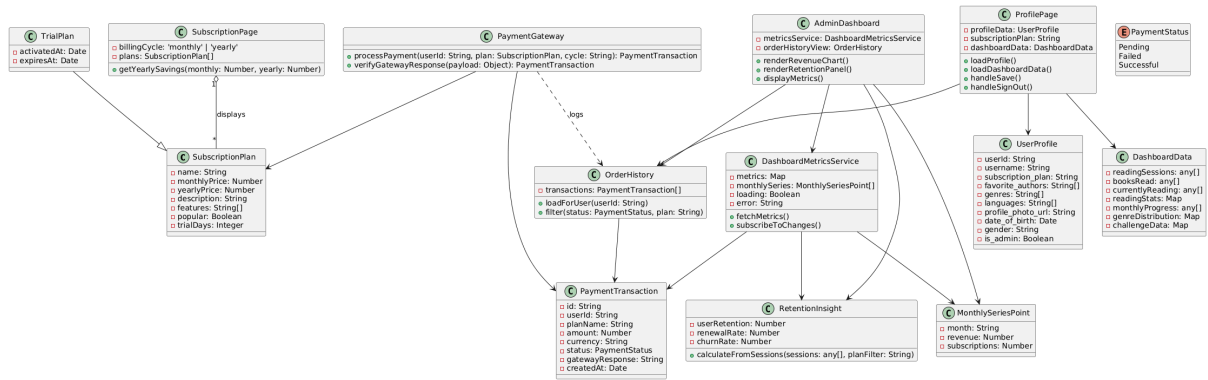 C TrialPlan
activatedAt: Date
expiresAt: Date
C SubscriptionPage
billingCycle: 'monthly' | 'yearly'
plans: SubscriptionPlan[]
getYearlySavings(monthly: Number, yearly: Number)
C PaymentGateway
processPayment(userId: String, plan: SubscriptionPlan, cycle: String): PaymentTransaction
verifyGatewayResponse(payload: Object): PaymentTransaction
C AdminDashboard
metricsService: DashboardMetricsService
orderHistoryView: OrderHistory
renderRevenueChart()
renderRetentionPanel()
displayMetrics()
C ProfilePage
profileData: UserProfile
subscriptionPlan: String
dashboardData: DashboardData
loadProfile()
loadDashboardData()
handleSave()
handleSignOut()
E PaymentStatus
Pending
Failed
Successful
1
displays
*
logs
C SubscriptionPlan
name: String
monthlyPrice: Number
yearlyPrice: Number
description: String
features: String[]
popular: Boolean
trialDays: Integer
C OrderHistory
transactions: PaymentTransaction[]
loadForUser(userId: String)
filter(status: PaymentStatus, plan: String)
C DashboardMetricsService
metrics: Map
monthlySeries: MonthlySeriesPoint[]
loading: Boolean
error: String
fetchMetrics()
subscribeToChanges()
C UserProfile
userId: String
username: String
subscription_plan: String
favorite_authors: String[]
genres: String[]
languages: String[]
profile_photo_url: String
date_of_birth: Date
gender: String
is_admin: Boolean
C DashboardData
readingSessions: any[]
booksRead: any[]
currentlyReading: any[]
readingStats: Map
monthlyProgress: any[]
genreDistribution: Map
challengeData: Map
C PaymentTransaction
id: String
userId: String
planName: String
amount: Number
currency: String
status: PaymentStatus
gatewayResponse: String
createdAt: Date
C RetentionInsight
userRetention: Number
renewalRate: Number
churnRate: Number
calculateFromSessions(sessions: any[], planFilter: String)
C MonthlySeriesPoint
month: String
revenue: Number
subscriptions: Number